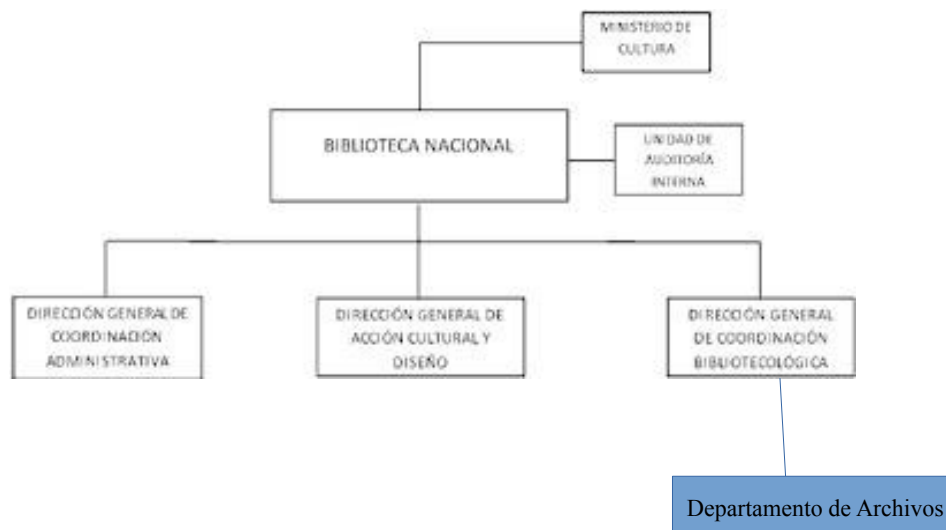 MINISTERIO DE
CULTURA
BIBLIOTECA NACIONAL
UNIDAD DE
AUDITORÍA
INTERNA
DIRECCIÓN GENERAL DE
COORDINACIÓN
ADMINISTRATIVA
DIRECCIÓN GENERAL DE
ACCIÓN CULTURAL Y
DISEÑO
DIRECCIÓN GENERAL
DE COORDINACIÓN
BIBLIOTECOLÓGICA
Departamento de Archivos